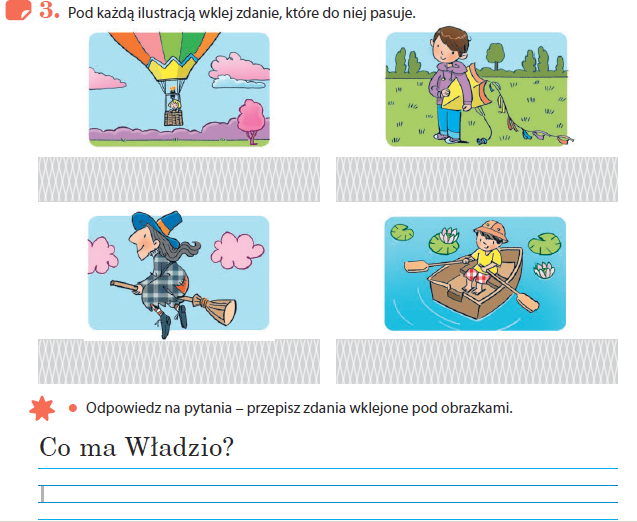 3. Pod każdą ilustracją wklej zdanie, które do niej pasuje.
• Odpowiedz na pytania – przepisz zdania wklejone pod obrazkami.
Co ma Władzio?